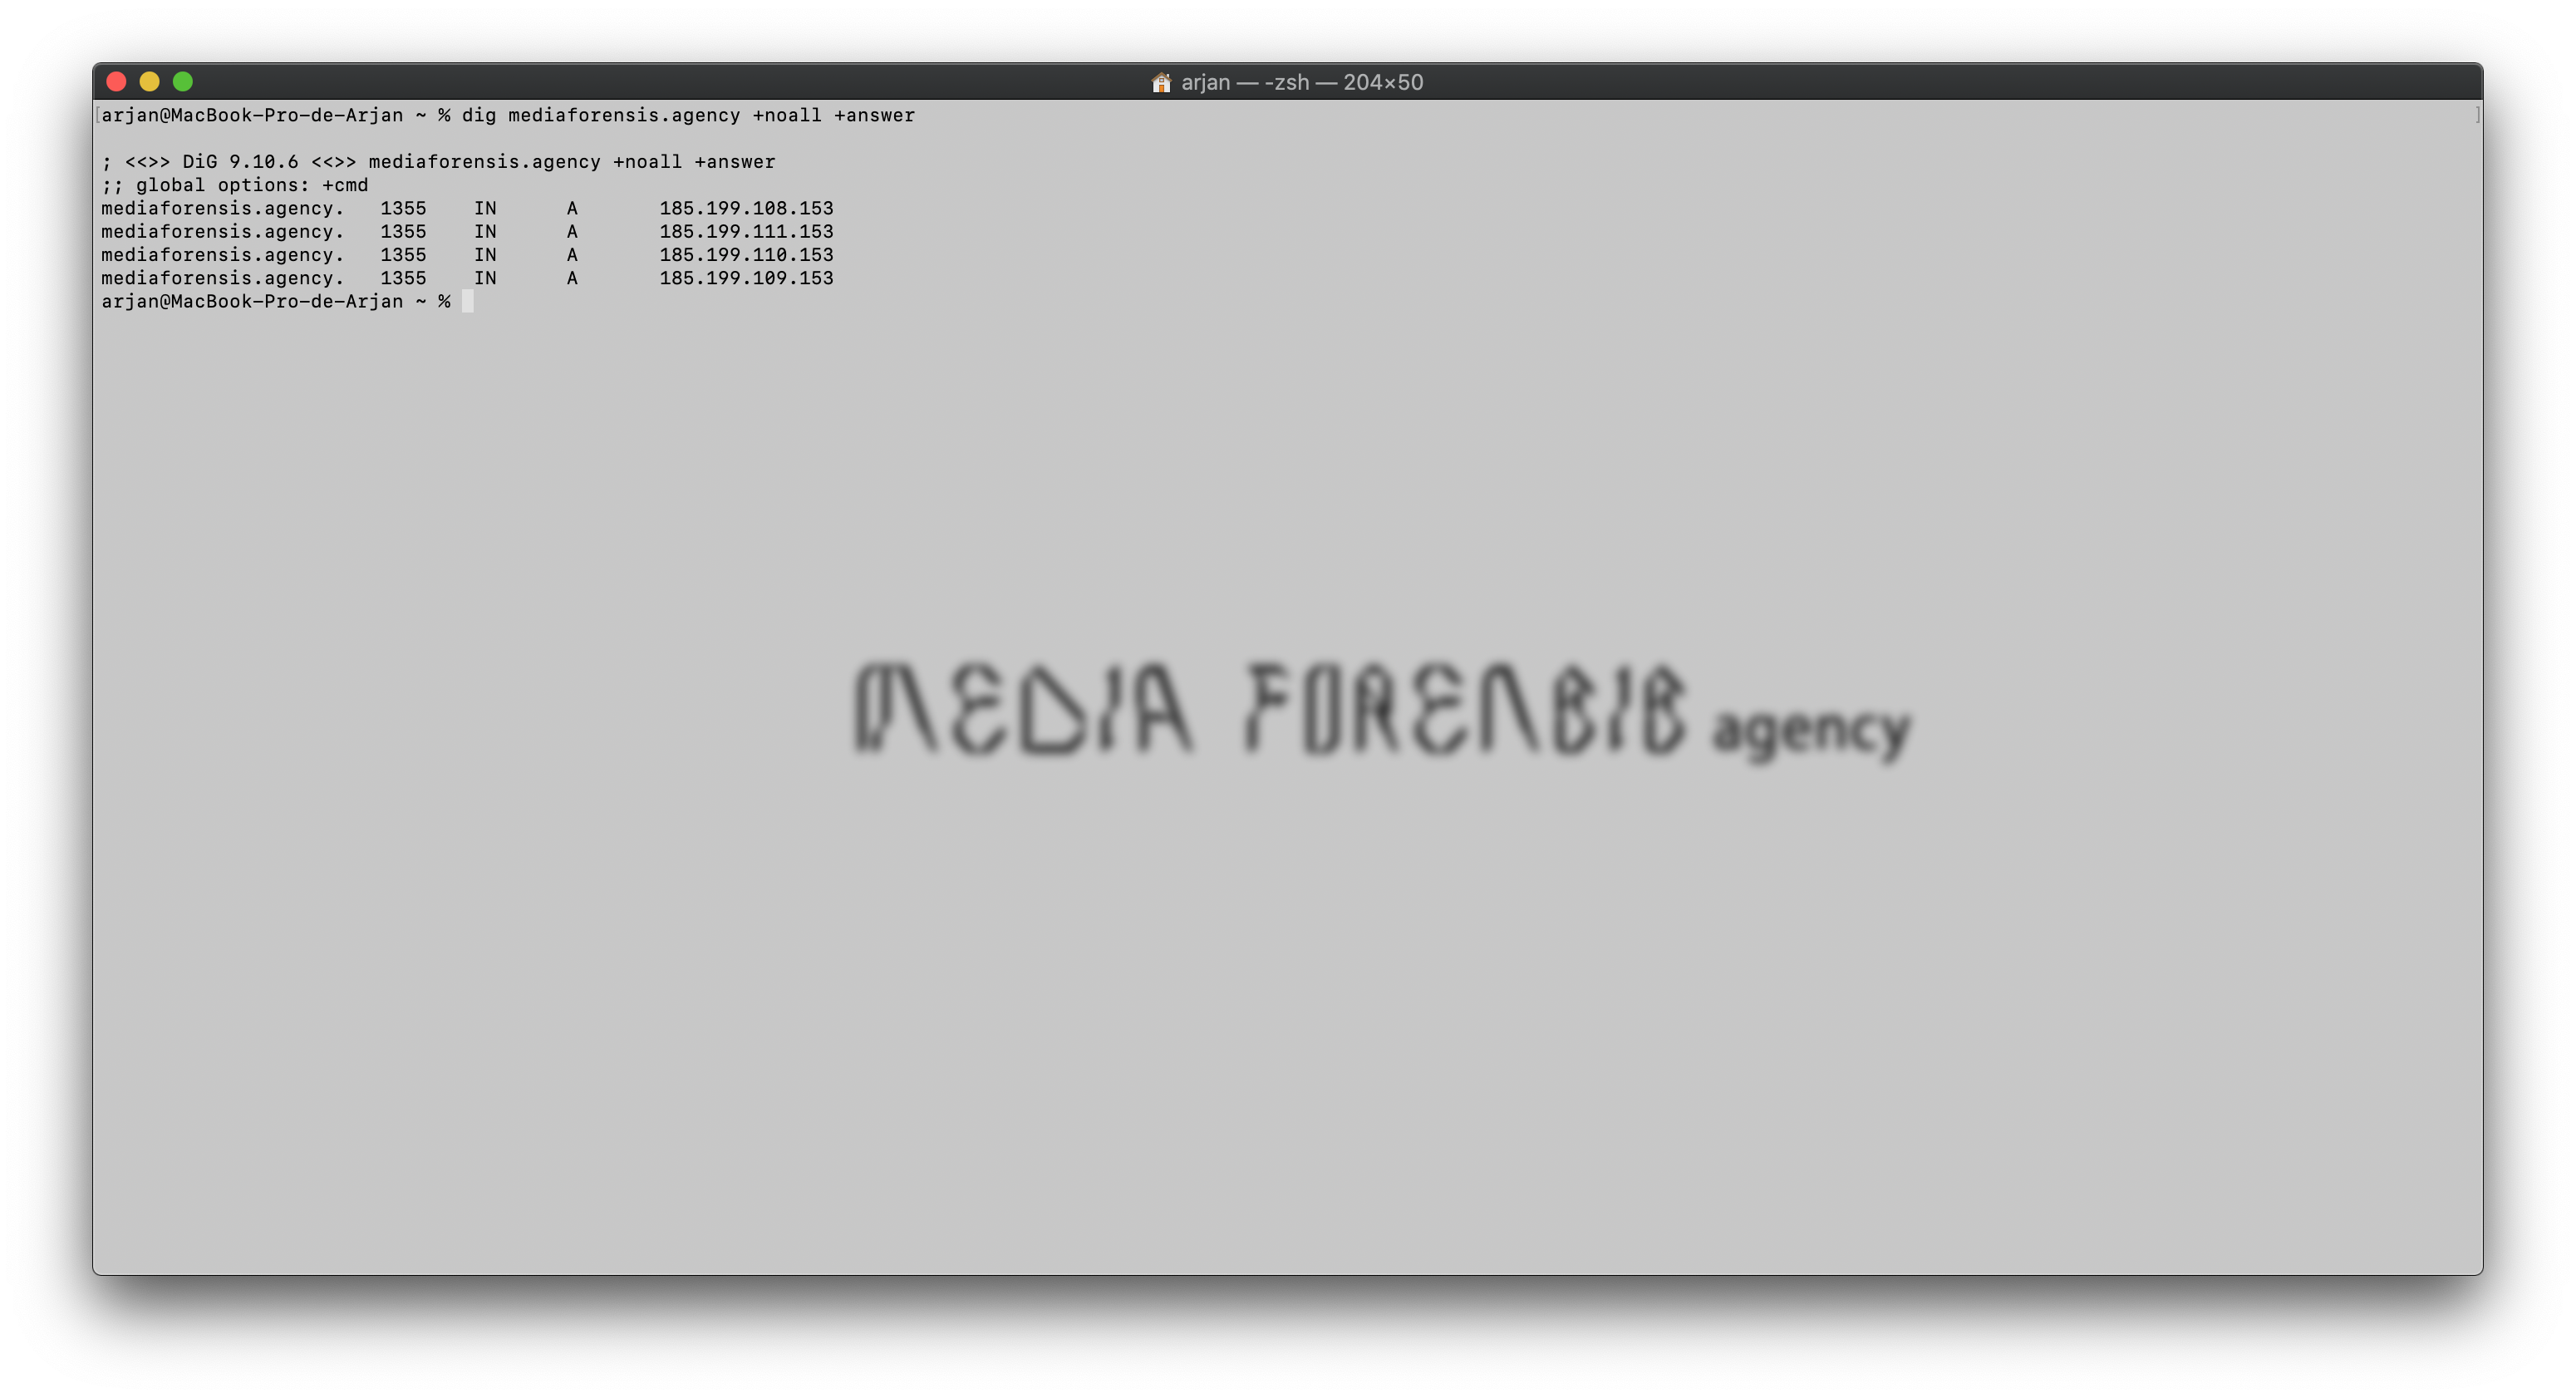 arjan — -zsh — 204×50
[arjan@MacBook-Pro-de-Arjan ~ % dig mediaforensis.agency +noall +answer ]
; <<>> DiG 9.10.6 <<>> mediaforensis.agency +noall +answer
;; global options: +cmd
mediaforensis.agency. 1355 IN A 185.199.108.153
mediaforensis.agency. 1355 IN A 185.199.111.153
mediaforensis.agency. 1355 IN A 185.199.110.153
mediaforensis.agency. 1355 IN A 185.199.109.153
arjan@MacBook-Pro-de-Arjan ~ %
MEDIA FORENBIB agency